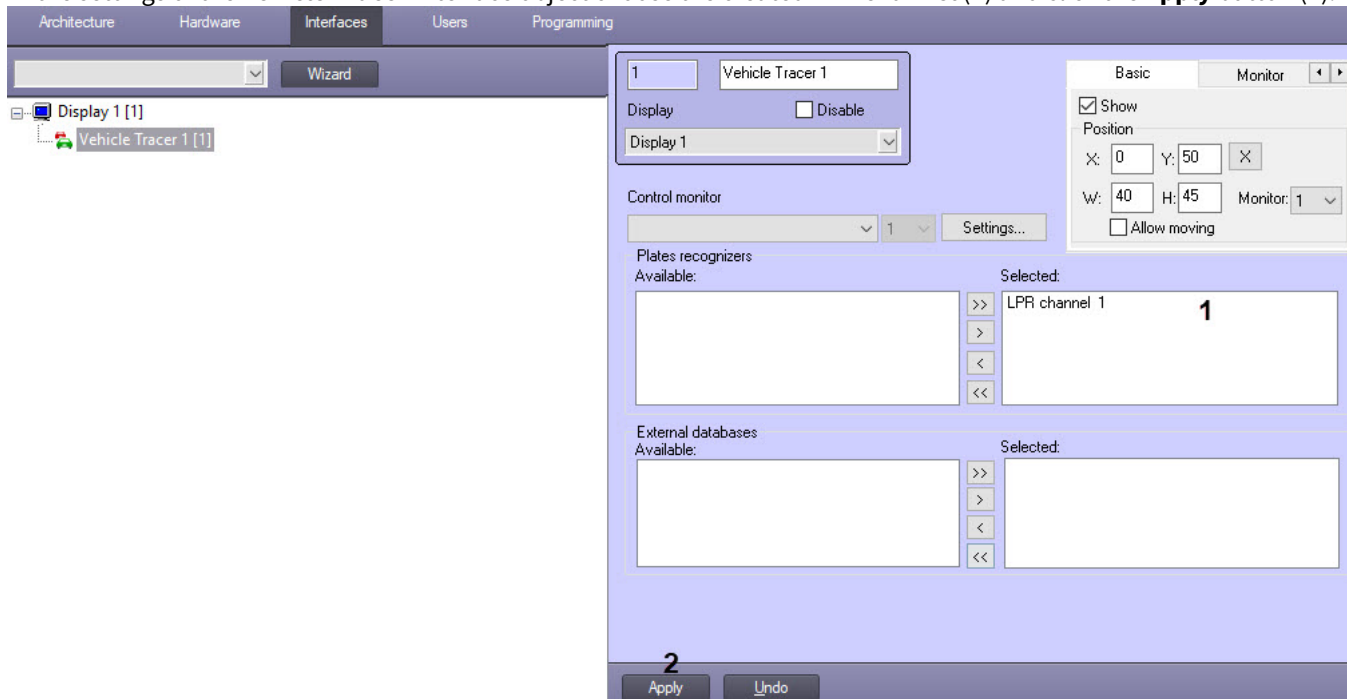 Architecture Hardware Interfaces Users Programming
Wizard
Display 1 [1]
Vehicle Tracer 1 [1]
1 Vehicle Tracer 1
Display Disable
Display 1
Basic Monitor
Show
Position
X: 0 Y: 50 X
W: 40 H: 45 Monitor: 1
Allow moving
Control monitor
1 Settings...
Plates recognizers
Available: Selected:
LPR channel 1
1
>>
>
<
<<
External databases
Available: Selected:
>>
>
<
<<
2
Apply Undo